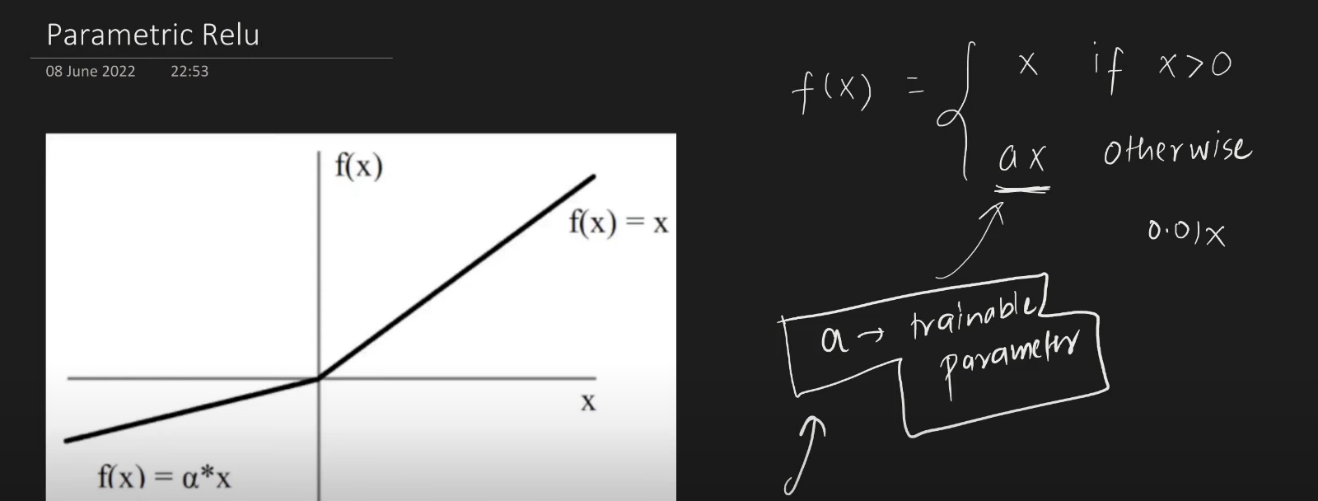 Parametric Relu
08 June 2022 22:53
f(x)
f(x) = x
x
f(x) = α*x
f(x) = { x if x>0
ax otherwise
0.01x
a → trainable
parameter